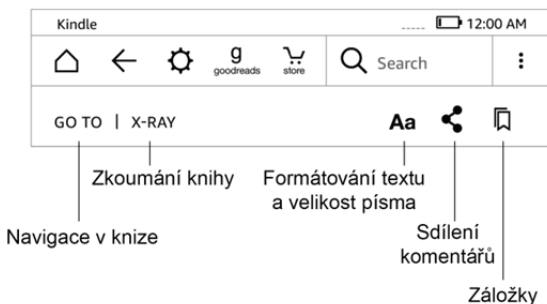 Kindle
12:00 AM
g
goodreads
store
Search
GO TO | X-RAY
Aa
Zkoumání knihy
Formátování textu
a velikost písma
Navigace v knize
Sdílení
komentářů
Záložky